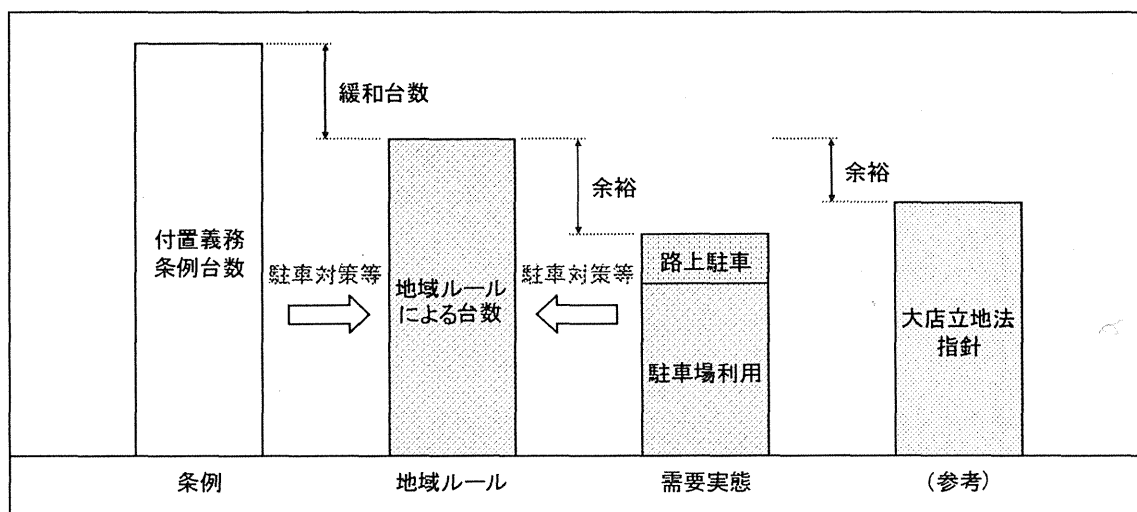 緩和台数
余裕
余裕
付置義務
条例台数
駐車対策等
地域ルール
による台数
駐車対策等
路上駐車
駐車場利用
大店立地法
指針
条例
地域ルール
需要実態
(参考)